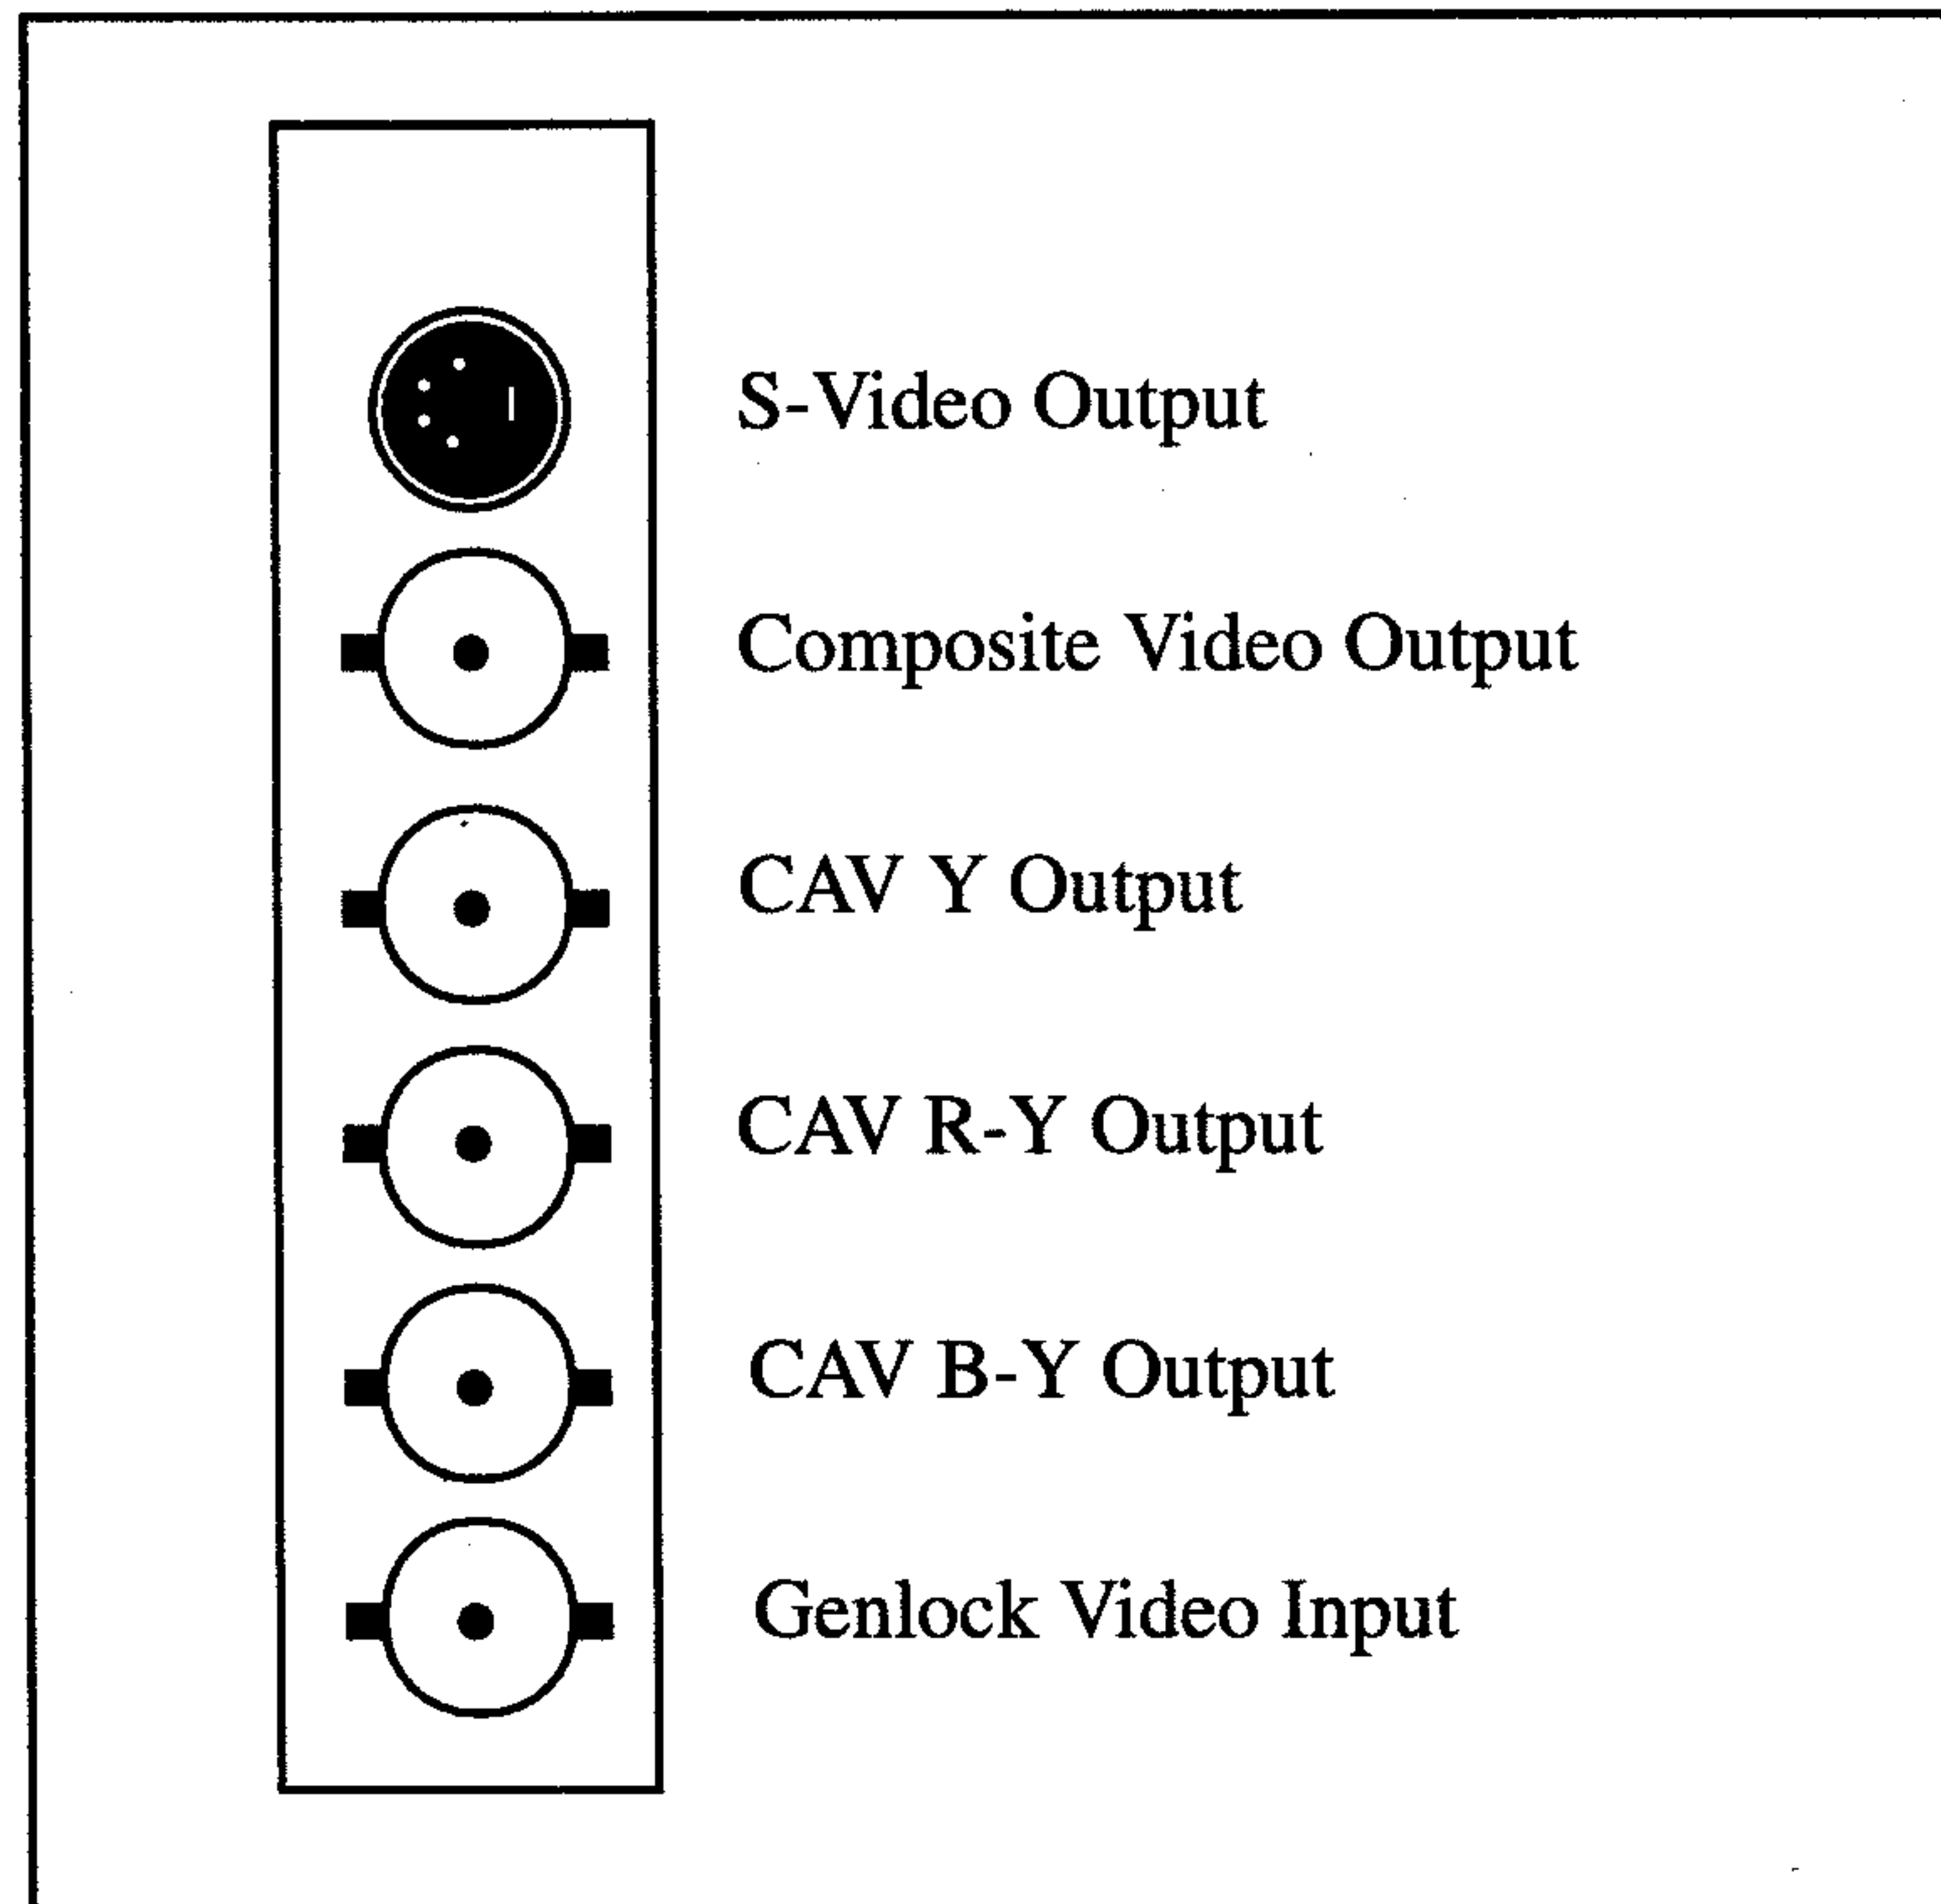 S-Video Output
Composite Video Output
CAV Y Output
CAV R-Y Output
CAV B-Y Output
Genlock Video Input